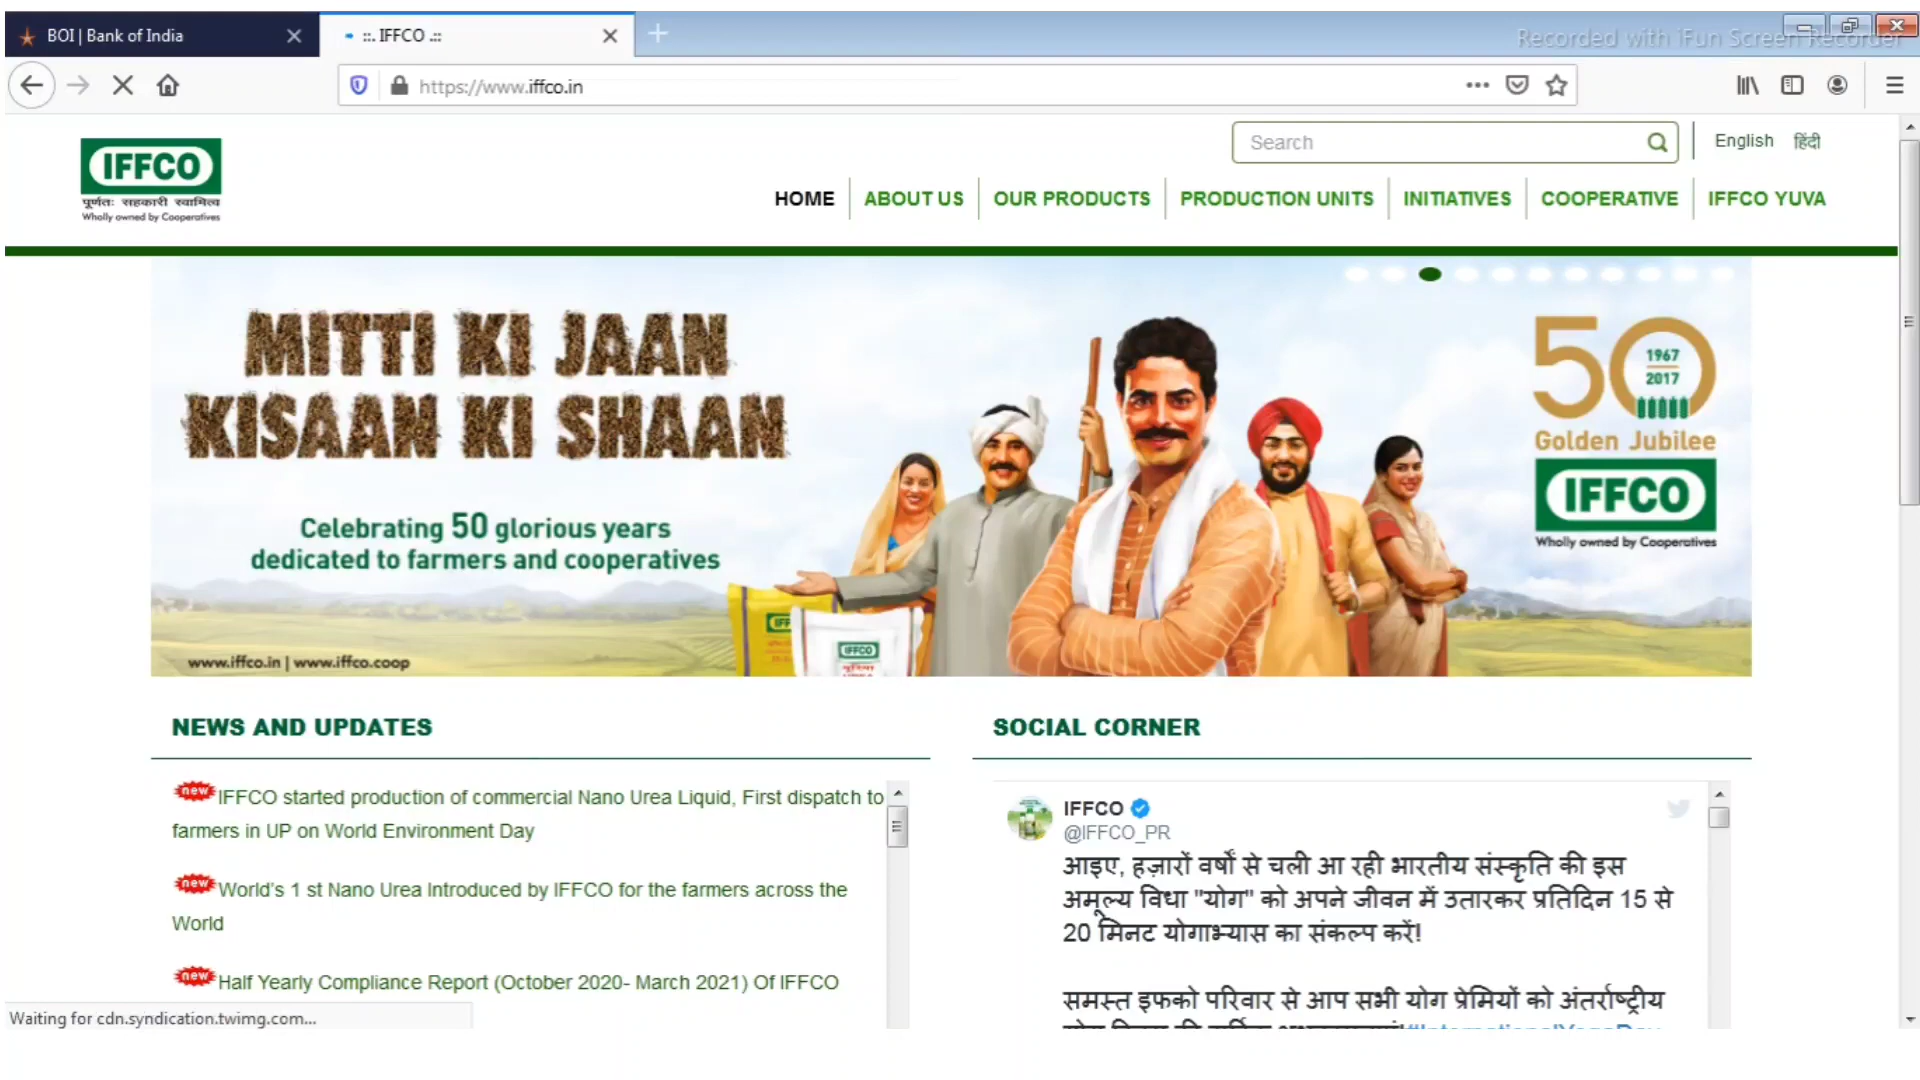 BOI | Bank of India
::. IFFCO .::
Recorded with iFun Screen Recorder
https://www.iffco.in
Search
English हिंदी
IFFCO
पूर्णतः सहकारी स्वामित्व
Wholly owned by Cooperatives
HOME ABOUT US OUR PRODUCTS PRODUCTION UNITS INITIATIVES COOPERATIVE IFFCO YUVA
MITTI KI JAAN
KISAAN KI SHAAN
Celebrating 50 glorious years
dedicated to farmers and cooperatives
www.iffco.in | www.iffco.coop
IFFCO
50
1967
2017
Golden Jubilee
IFFCO
Wholly owned by Cooperatives
NEWS AND UPDATES
new IFFCO started production of commercial Nano Urea Liquid, First dispatch to
farmers in UP on World Environment Day
new World's 1 st Nano Urea Introduced by IFFCO for the farmers across the
World
new Half Yearly Compliance Report (October 2020- March 2021) Of IFFCO
SOCIAL CORNER
IFFCO
@IFFCO_PR
आइए, हज़ारों वर्षों से चली आ रही भारतीय संस्कृति की इस
अमूल्य विधा "योग" को अपने जीवन में उतारकर प्रतिदिन 15 से
20 मिनट योगाभ्यास का संकल्प करें!
समस्त इफको परिवार से आप सभी योग प्रेमियों को अंतर्राष्ट्रीय
#InternationalYogaDay
Waiting for cdn.syndication.twimg.com...